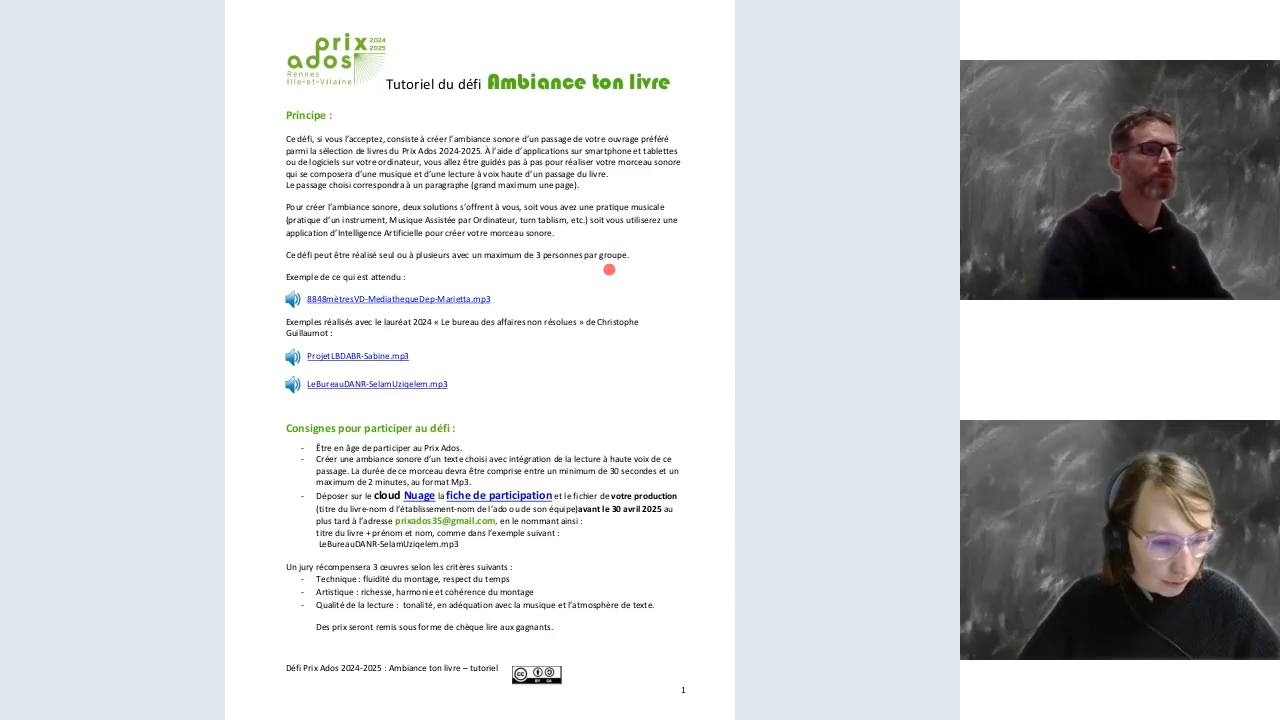 prix 2024
ados 2025
Rennes
Ille-et-Vilaine
Tutoriel du défi Ambiance ton livre
Principe :
Ce défi, si vous l'acceptez, consiste à créer l'ambiance sonore d'un passage de votre ouvrage préféré
parmi la sélection de livres du Prix Ados 2024-2025. À l'aide d'applications sur smartphone et tablettes
ou de logiciels sur votre ordinateur, vous allez être guidés pas à pas pour réaliser votre morceau sonore
qui se composera d'une musique et d'une lecture à voix haute d'un passage du livre.
Le passage choisi correspondra à un paragraphe (grand maximum une page).
Pour créer l'ambiance sonore, deux solutions s'offrent à vous, soit vous avez une pratique musicale
(pratique d'un instrument, Musique Assistée par Ordinateur, turn tablism, etc.) soit vous utiliserez une
application d'Intelligence Artificielle pour créer votre morceau sonore.
Ce défi peut être réalisé seul ou à plusieurs avec un maximum de 3 personnes par groupe.
Exemple de ce qui est attendu :
8848mètresVD-MediathequeDep-Marietta.mp3
Exemples réalisés avec le lauréat 2024 « Le bureau des affaires non résolues » de Christophe
Guillaumot :
ProjetLBDABR-Sabine.mp3
LeBureauDANR-SelamUziqelem.mp3
Consignes pour participer au défi :
- Être en âge de participer au Prix Ados.
- Créer une ambiance sonore d'un texte choisi avec intégration de la lecture à haute voix de ce
passage. La durée de ce morceau devra être comprise entre un minimum de 30 secondes et un
maximum de 2 minutes, au format Mp3.
- Déposer sur le cloud Nuage la fiche de participation et le fichier de votre production
(titre du livre-nom d l'établissement-nom de l'ado ou de son équipe)avant le 30 avril 2025 au
plus tard à l'adresse prixados35@gmail.com, en le nommant ainsi :
titre du livre + prénom et nom, comme dans l'exemple suivant :
LeBureauDANR-SelamUziqelem.mp3
Un jury récompensera 3 œuvres selon les critères suivants :
- Technique : fluidité du montage, respect du temps
- Artistique : richesse, harmonie et cohérence du montage
- Qualité de la lecture : tonalité, en adéquation avec la musique et l'atmosphère de texte.
Des prix seront remis sous forme de chèque lire aux gagnants.
Défi Prix Ados 2024-2025 : Ambiance ton livre – tutoriel
cc BY SA
1